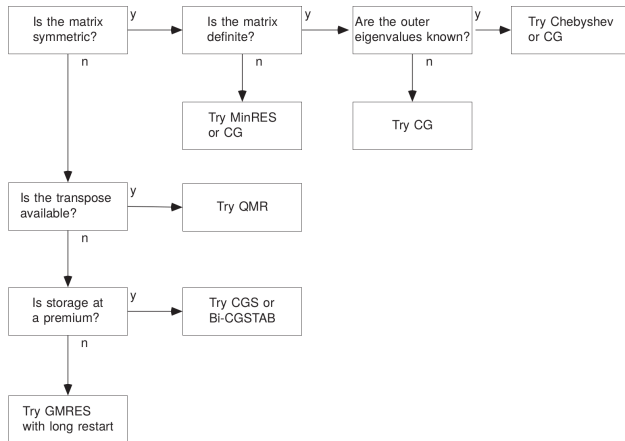 Is the matrix
symmetric?
y
Is the matrix
definite?
y
Are the outer
eigenvalues known?
y
Try Chebyshev
or CG
n
n
n
Try MinRES
or CG
Try CG
Is the transpose
available?
y
Try QMR
n
Is storage at
a premium?
y
Try CGS or
Bi-CGSTAB
n
Try GMRES
with long restart